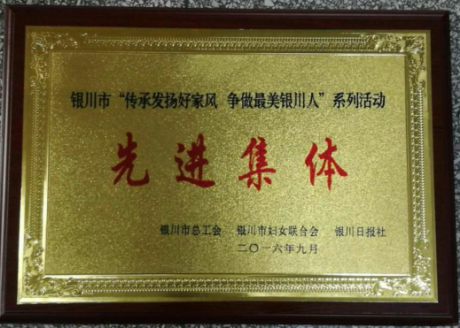 银川市“传承发扬好家风 争做最美银川人”系列活动
先进集体
银川市总工会 银川市妇女联合会 银川日报社
二〇一六年九月